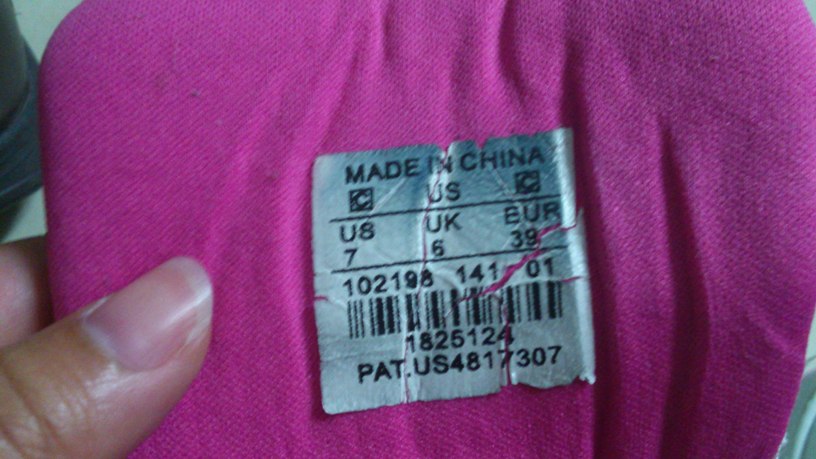 MADE IN CHINA
C US C
US UK EUR
7 6 39
102198 141 01
1825124
PAT.US4817307